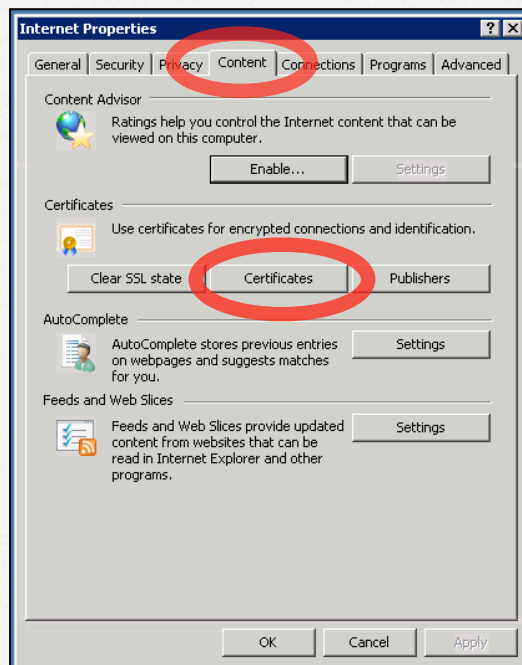 Internet Properties
General Security Privacy Content Connections Programs Advanced
Content Advisor
Ratings help you control the Internet content that can be
viewed on this computer.
Enable... Settings
Certificates
Use certificates for encrypted connections and identification.
Clear SSL state Certificates Publishers
AutoComplete
AutoComplete stores previous entries
on webpages and suggests matches
for you.
Settings
Feeds and Web Slices
Feeds and Web Slices provide updated
content from websites that can be
read in Internet Explorer and other
programs.
Settings
OK Cancel Apply